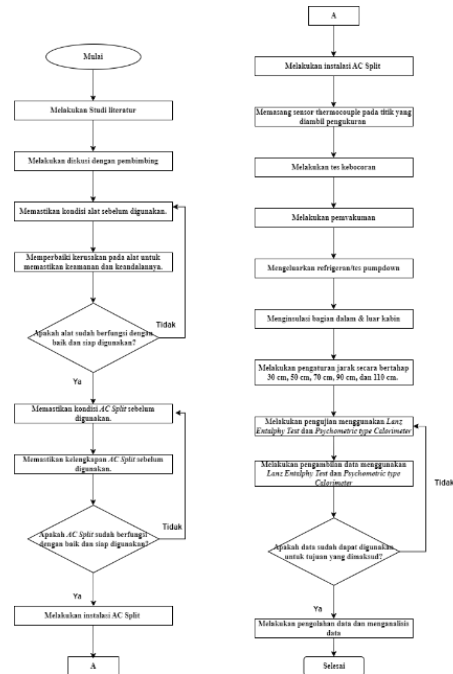 Mulai
Melakukan Studi literatur
Melakukan diskusi dengan pembimbing
Memastikan kondisi alat sebelum digunakan.
Memperbaiki kerusakan pada alat untuk
memastikan keamanan dan keandalannya.
Apakah alat sudah berfungsi dengan
baik dan siap digunakan?
Tidak
Ya
Memastikan kondisi AC Split sebelum
digunakan.
Memastikan kelengkapan AC Split sebelum
digunakan.
Apakah AC Split sudah berfungsi
dengan baik dan siap digunakan?
Tidak
Ya
Melakukan instalasi AC Split
A
A
Melakukan instalasi AC Split
Memasang sensor thermocouple pada titik yang
diambil pengukuran
Melakukan tes kebocoran
Melakukan pemvakuman
Mengeluarkan refrigeron/tes pumpdown
Menginsulasi bagian dalam & luar kabin
Melakukan pengaturan jarak secara bertahap
30 cm, 50 cm, 70 cm, 90 cm, dan 110 cm.
Melakukan pengujian menggunakan Lanz
Entalphy Test dan Psychometric type Calorimeter
Melakukan pengambilan data menggunakan
Lanz Entalphy Test dan Psychometric type
Calorimeter
Tidak
Apakah data sudah dapat digunakan
untuk tujuan yang dimaksud?
Ya
Melakukan pengolahan data dan menganalisis
data
Selesai